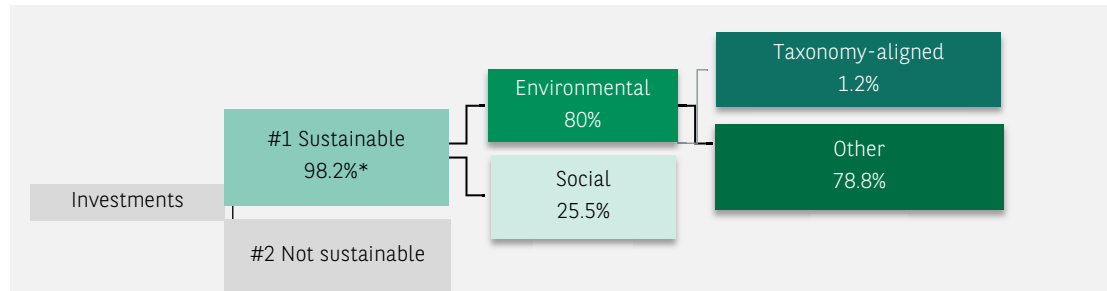 Investments
#1 Sustainable
98.2%*
#2 Not sustainable
Environmental
80%
Social
25.5%
Taxonomy-aligned
1.2%
Other
78.8%